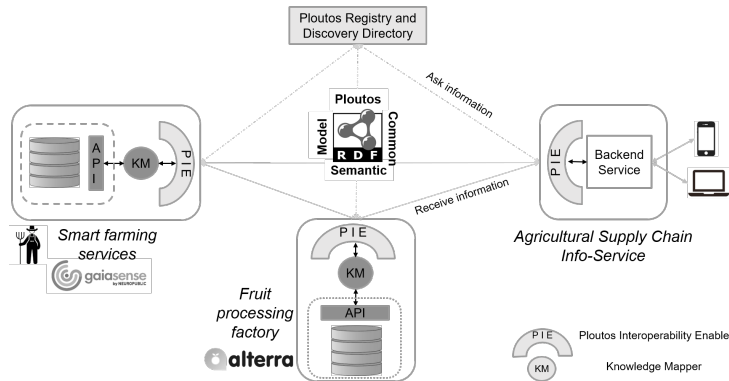 Ploutos Registry and
Discovery Directory
Ask information
Ploutos
Model
Common
RDF
Semantic
API
KM
PIE
PIE
Backend
Service
Receive information
Smart farming
services
gaiasense
by NEUROPUBLIC
PIE
KM
API
Fruit
processing
factory
alterra
Agricultural Supply Chain
Info-Service
PIE
Ploutos Interoperability Enable
KM
Knowledge Mapper